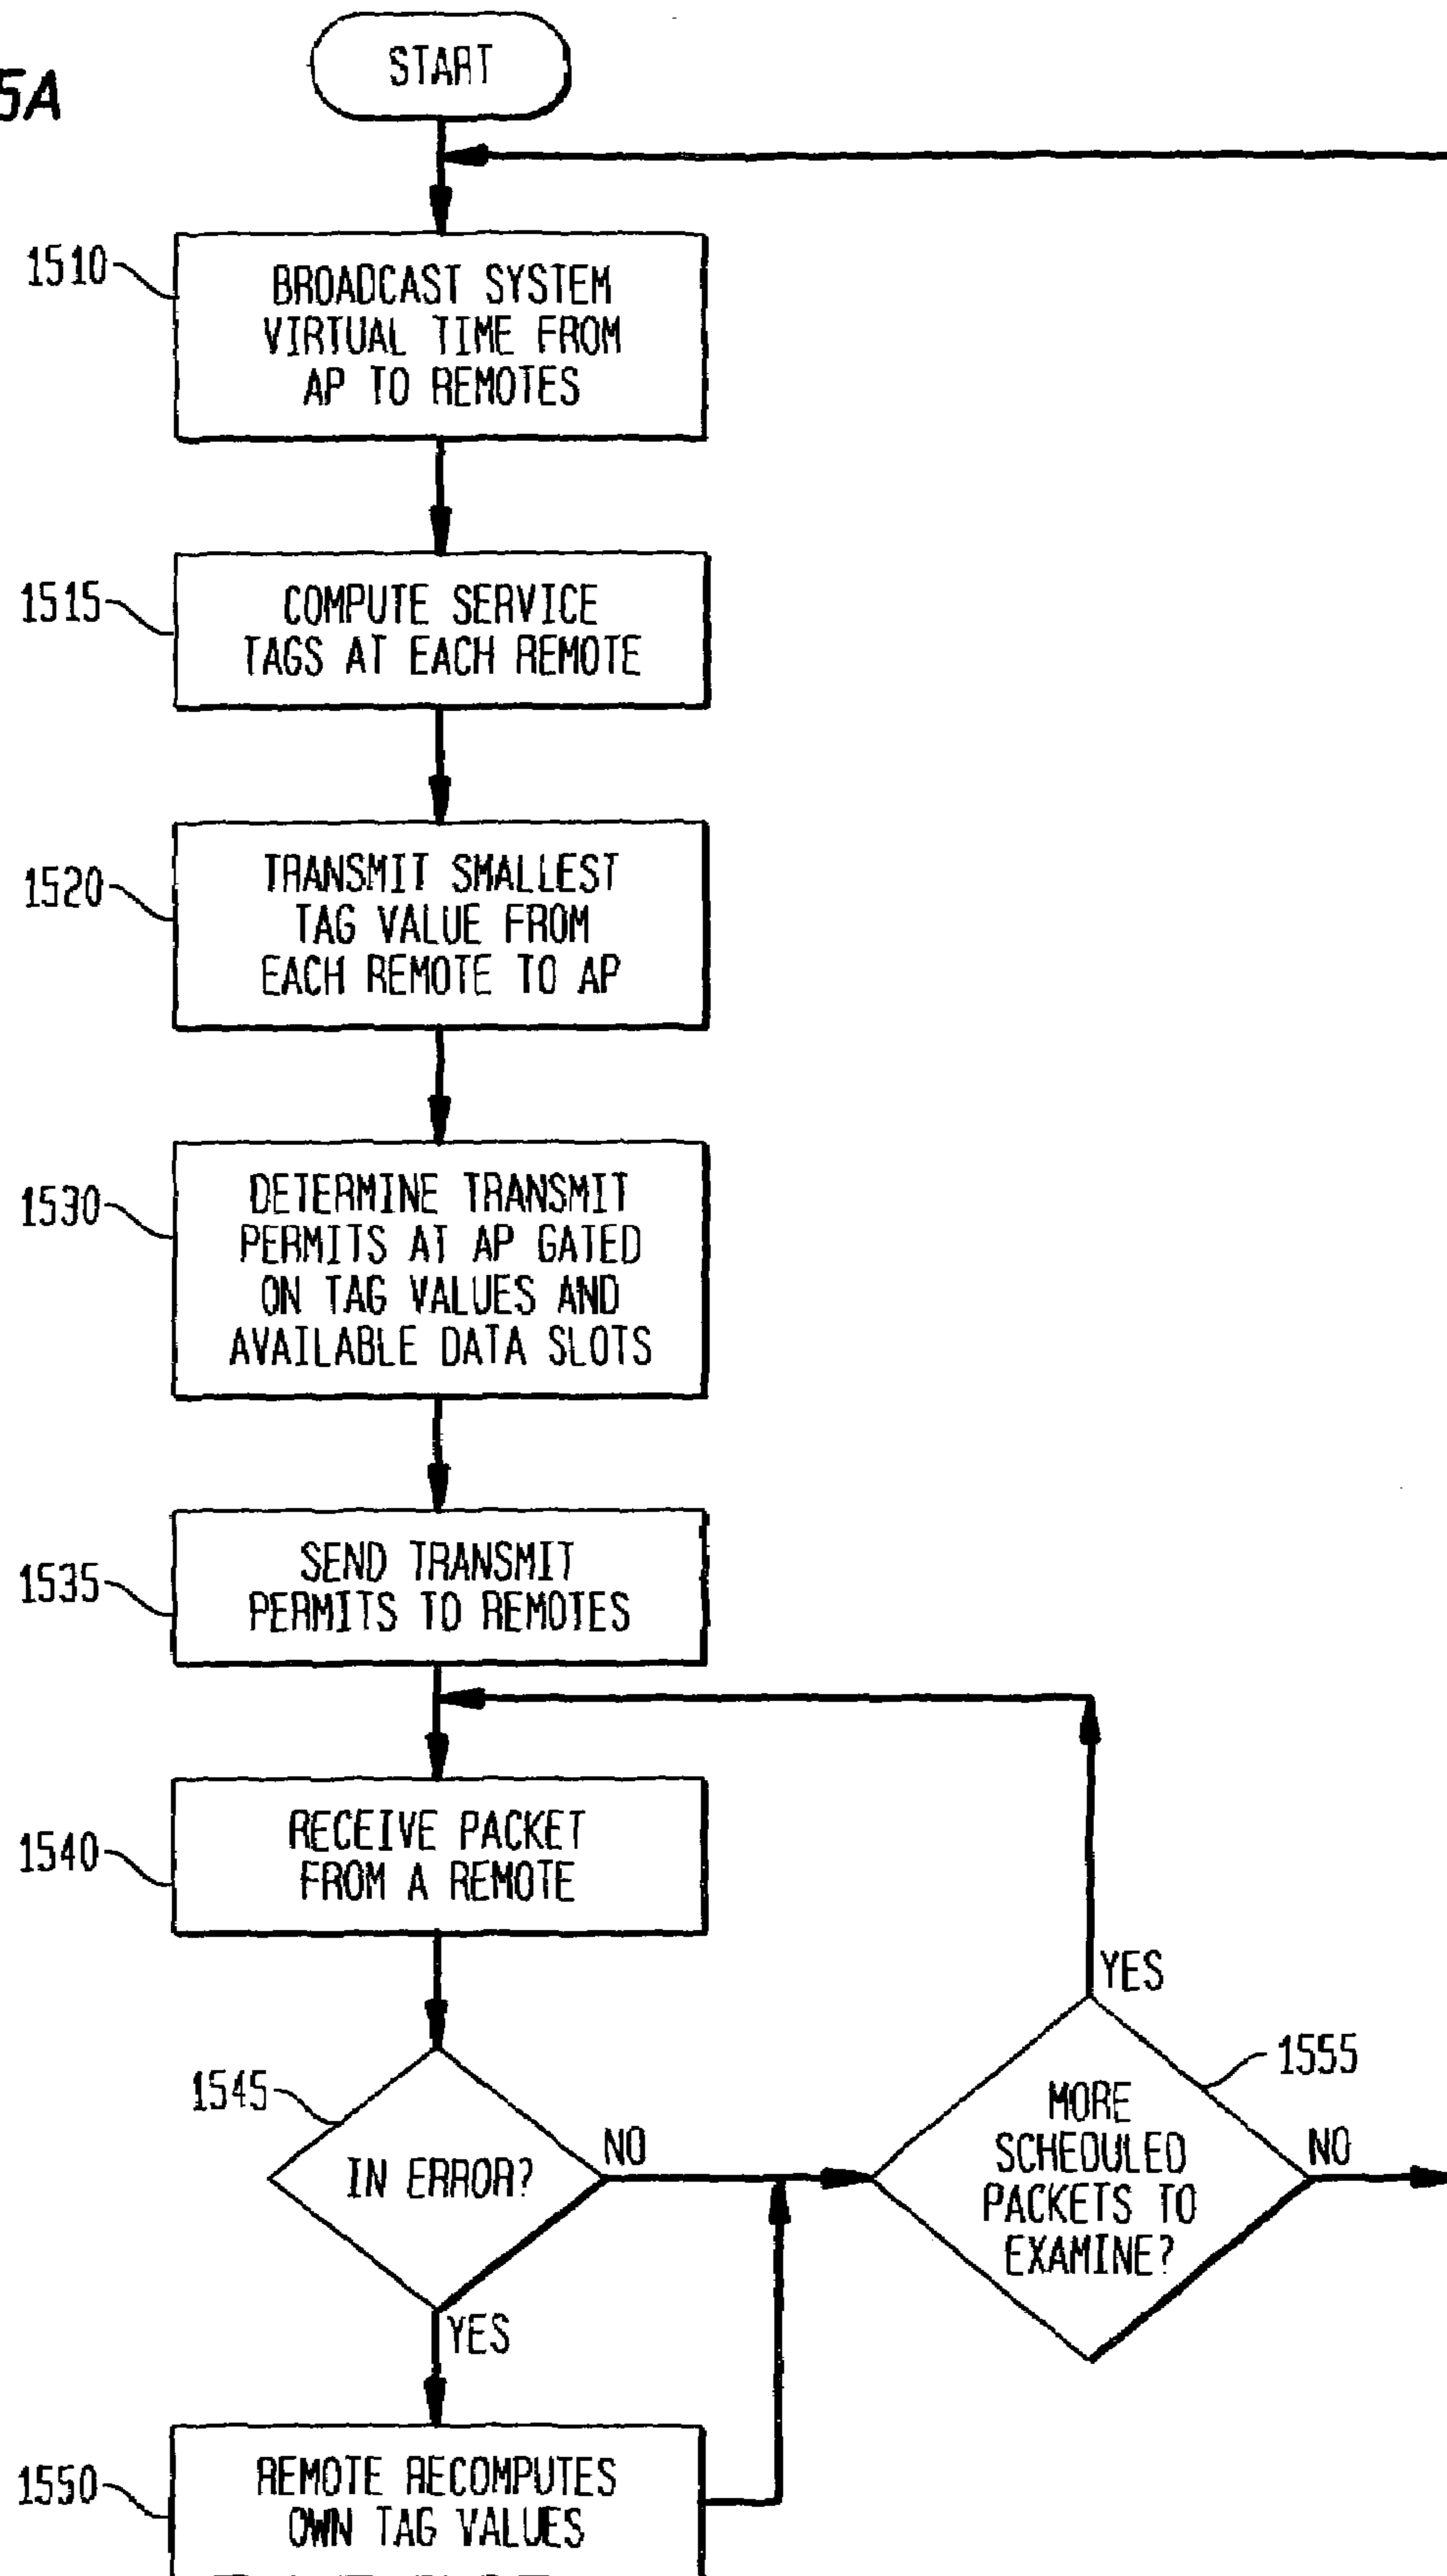 5A
START
1510
BROADCAST SYSTEM
VIRTUAL TIME FROM
AP TO REMOTES
1515
COMPUTE SERVICE
TAGS AT EACH REMOTE
1520
TRANSMIT SMALLEST
TAG VALUE FROM
EACH REMOTE TO AP
1530
DETERMINE TRANSMIT
PERMITS AT AP GATED
ON TAG VALUES AND
AVAILABLE DATA SLOTS
1535
SEND TRANSMIT
PERMITS TO REMOTES
1540
RECEIVE PACKET
FROM A REMOTE
YES
1555
1545
MORE
SCHEDULED
PACKETS TO
EXAMINE?
NO
IN ERROR?
NO
YES
1550
REMOTE RECOMPUTES
OWN TAG VALUES